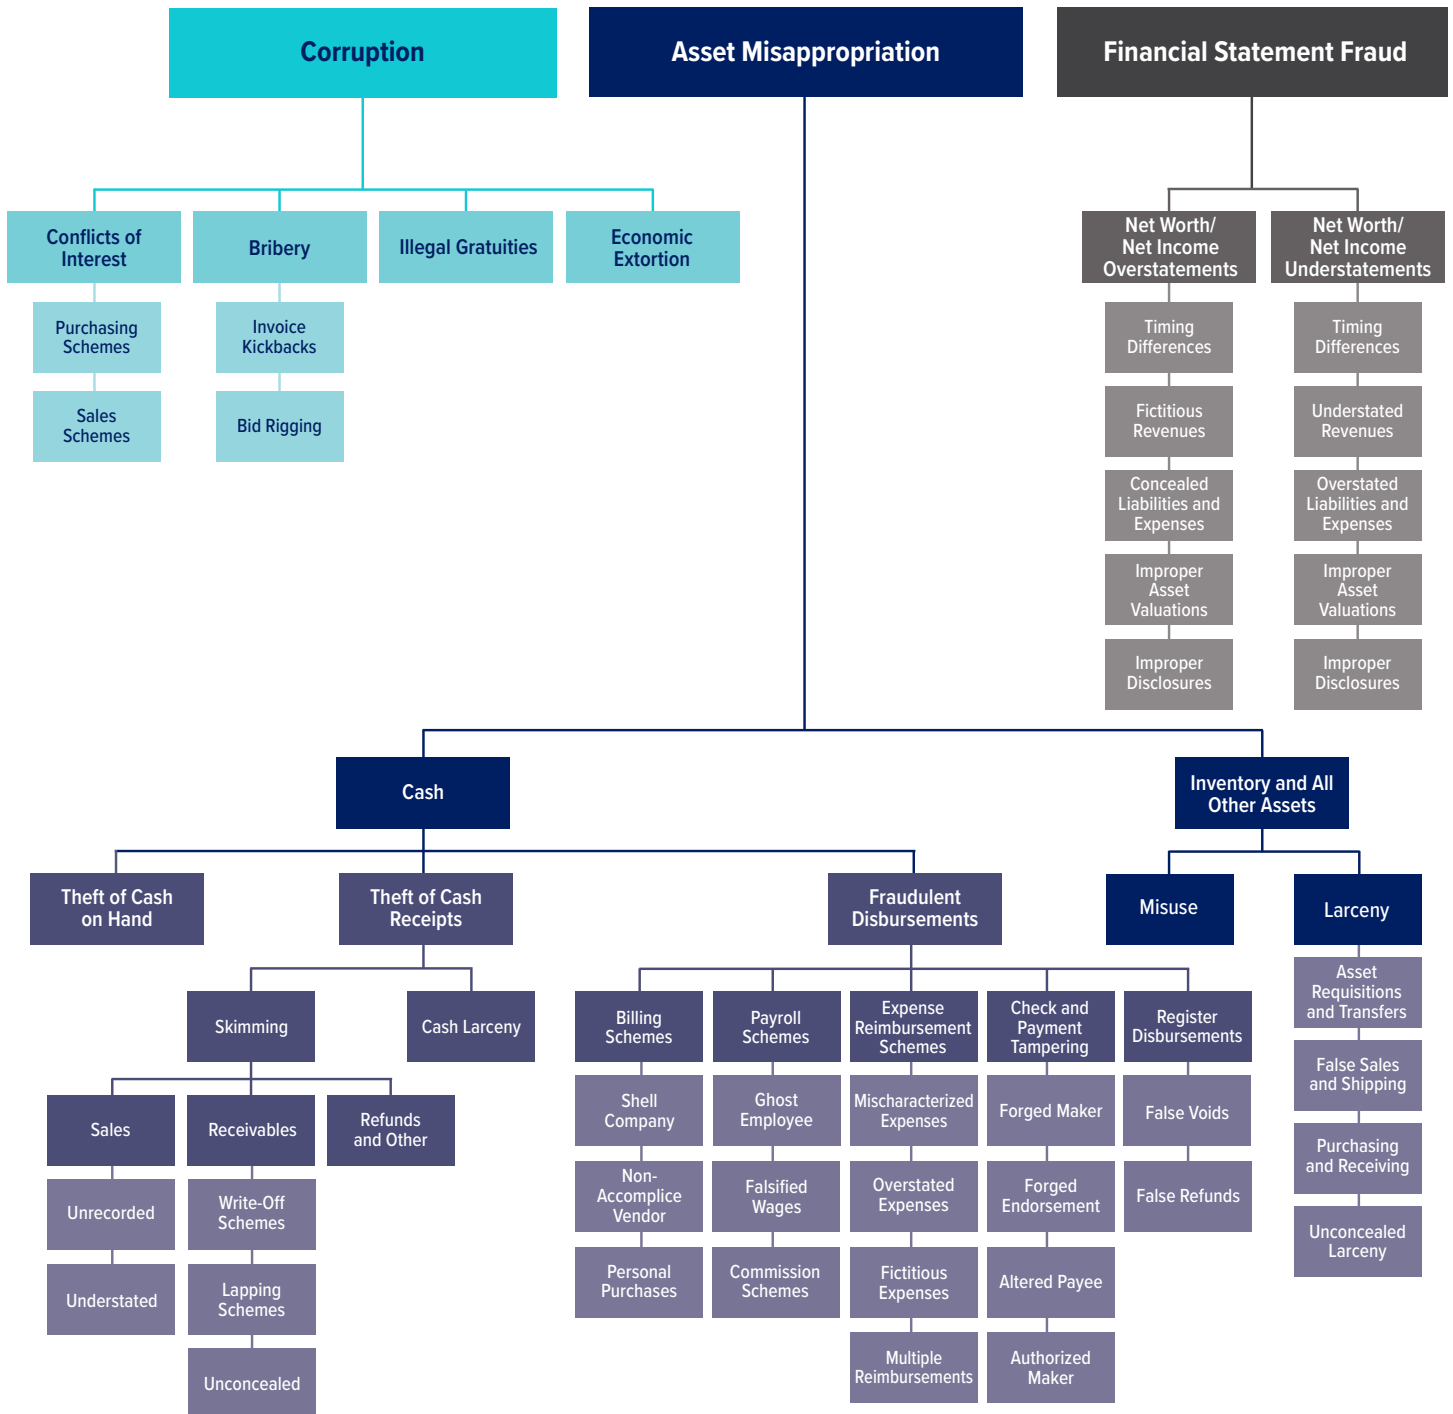 Corruption
Asset Misappropriation
Financial Statement Fraud
Conflicts of
Interest
Bribery
Illegal Gratuities
Economic
Extortion
Purchasing
Schemes
Sales
Schemes
Invoice
Kickbacks
Bid Rigging
Net Worth/
Net Income
Overstatements
Timing
Differences
Fictitious
Revenues
Concealed
Liabilities and
Expenses
Improper
Asset
Valuations
Improper
Disclosures
Net Worth/
Net Income
Understatements
Timing
Differences
Understated
Revenues
Overstated
Liabilities and
Expenses
Improper
Asset
Valuations
Improper
Disclosures
Cash
Inventory and All
Other Assets
Theft of Cash
on Hand
Theft of Cash
Receipts
Fraudulent
Disbursements
Misuse
Larceny
Skimming
Cash Larceny
Sales
Unrecorded
Understated
Receivables
Write-Off
Schemes
Lapping
Schemes
Unconcealed
Refunds
and Other
Billing
Schemes
Shell
Company
Non-
Accomplice
Vendor
Personal
Purchases
Payroll
Schemes
Ghost
Employee
Falsified
Wages
Commission
Schemes
Expense
Reimbursement
Schemes
Mischaracterized
Expenses
Overstated
Expenses
Fictitious
Expenses
Multiple
Reimbursements
Check and
Payment
Tampering
Forged Maker
Forged
Endorsement
Altered Payee
Authorized
Maker
Register
Disbursements
False Voids
False Refunds
Asset
Requisitions
and Transfers
False Sales
and Shipping
Purchasing
and Receiving
Unconcealed
Larceny